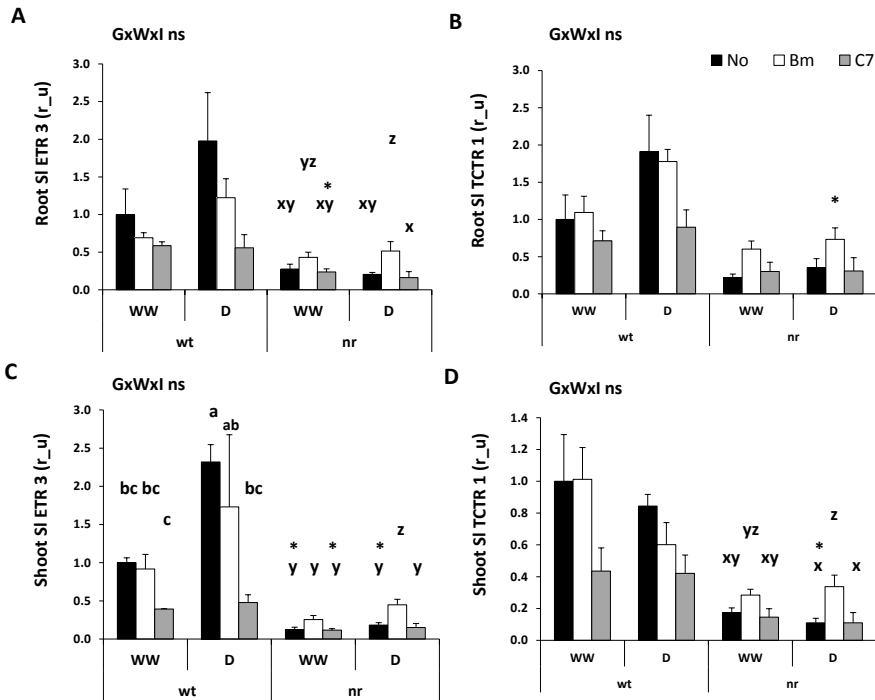 A
GxWxI ns
Root Sl ETR 3 (r_u)
3.0
2.5
2.0
1.5
1.0
0.5
0.0
z
yz
*
xy xy xy
x
WW D WW D
wt nr
B
GxWxI ns
No Bm C7
Root Sl TCTR 1 (r_u)
3.0
2.5
2.0
1.5
1.0
0.5
0.0
*
WW D WW D
wt nr
C
GxWxI ns
Shoot Sl ETR 3 (r_u)
3.0
2.5
2.0
1.5
1.0
0.5
0.0
a
ab
bc bc bc
c
z
* * *
y y y y y
WW D WW D
wt nr
D
GxWxI ns
Shoot Sl TCTR 1 (r_u)
1.4
1.2
1.0
0.8
0.6
0.4
0.2
0.0
yz z
*
xy xy x x
WW D WW D
wt nr